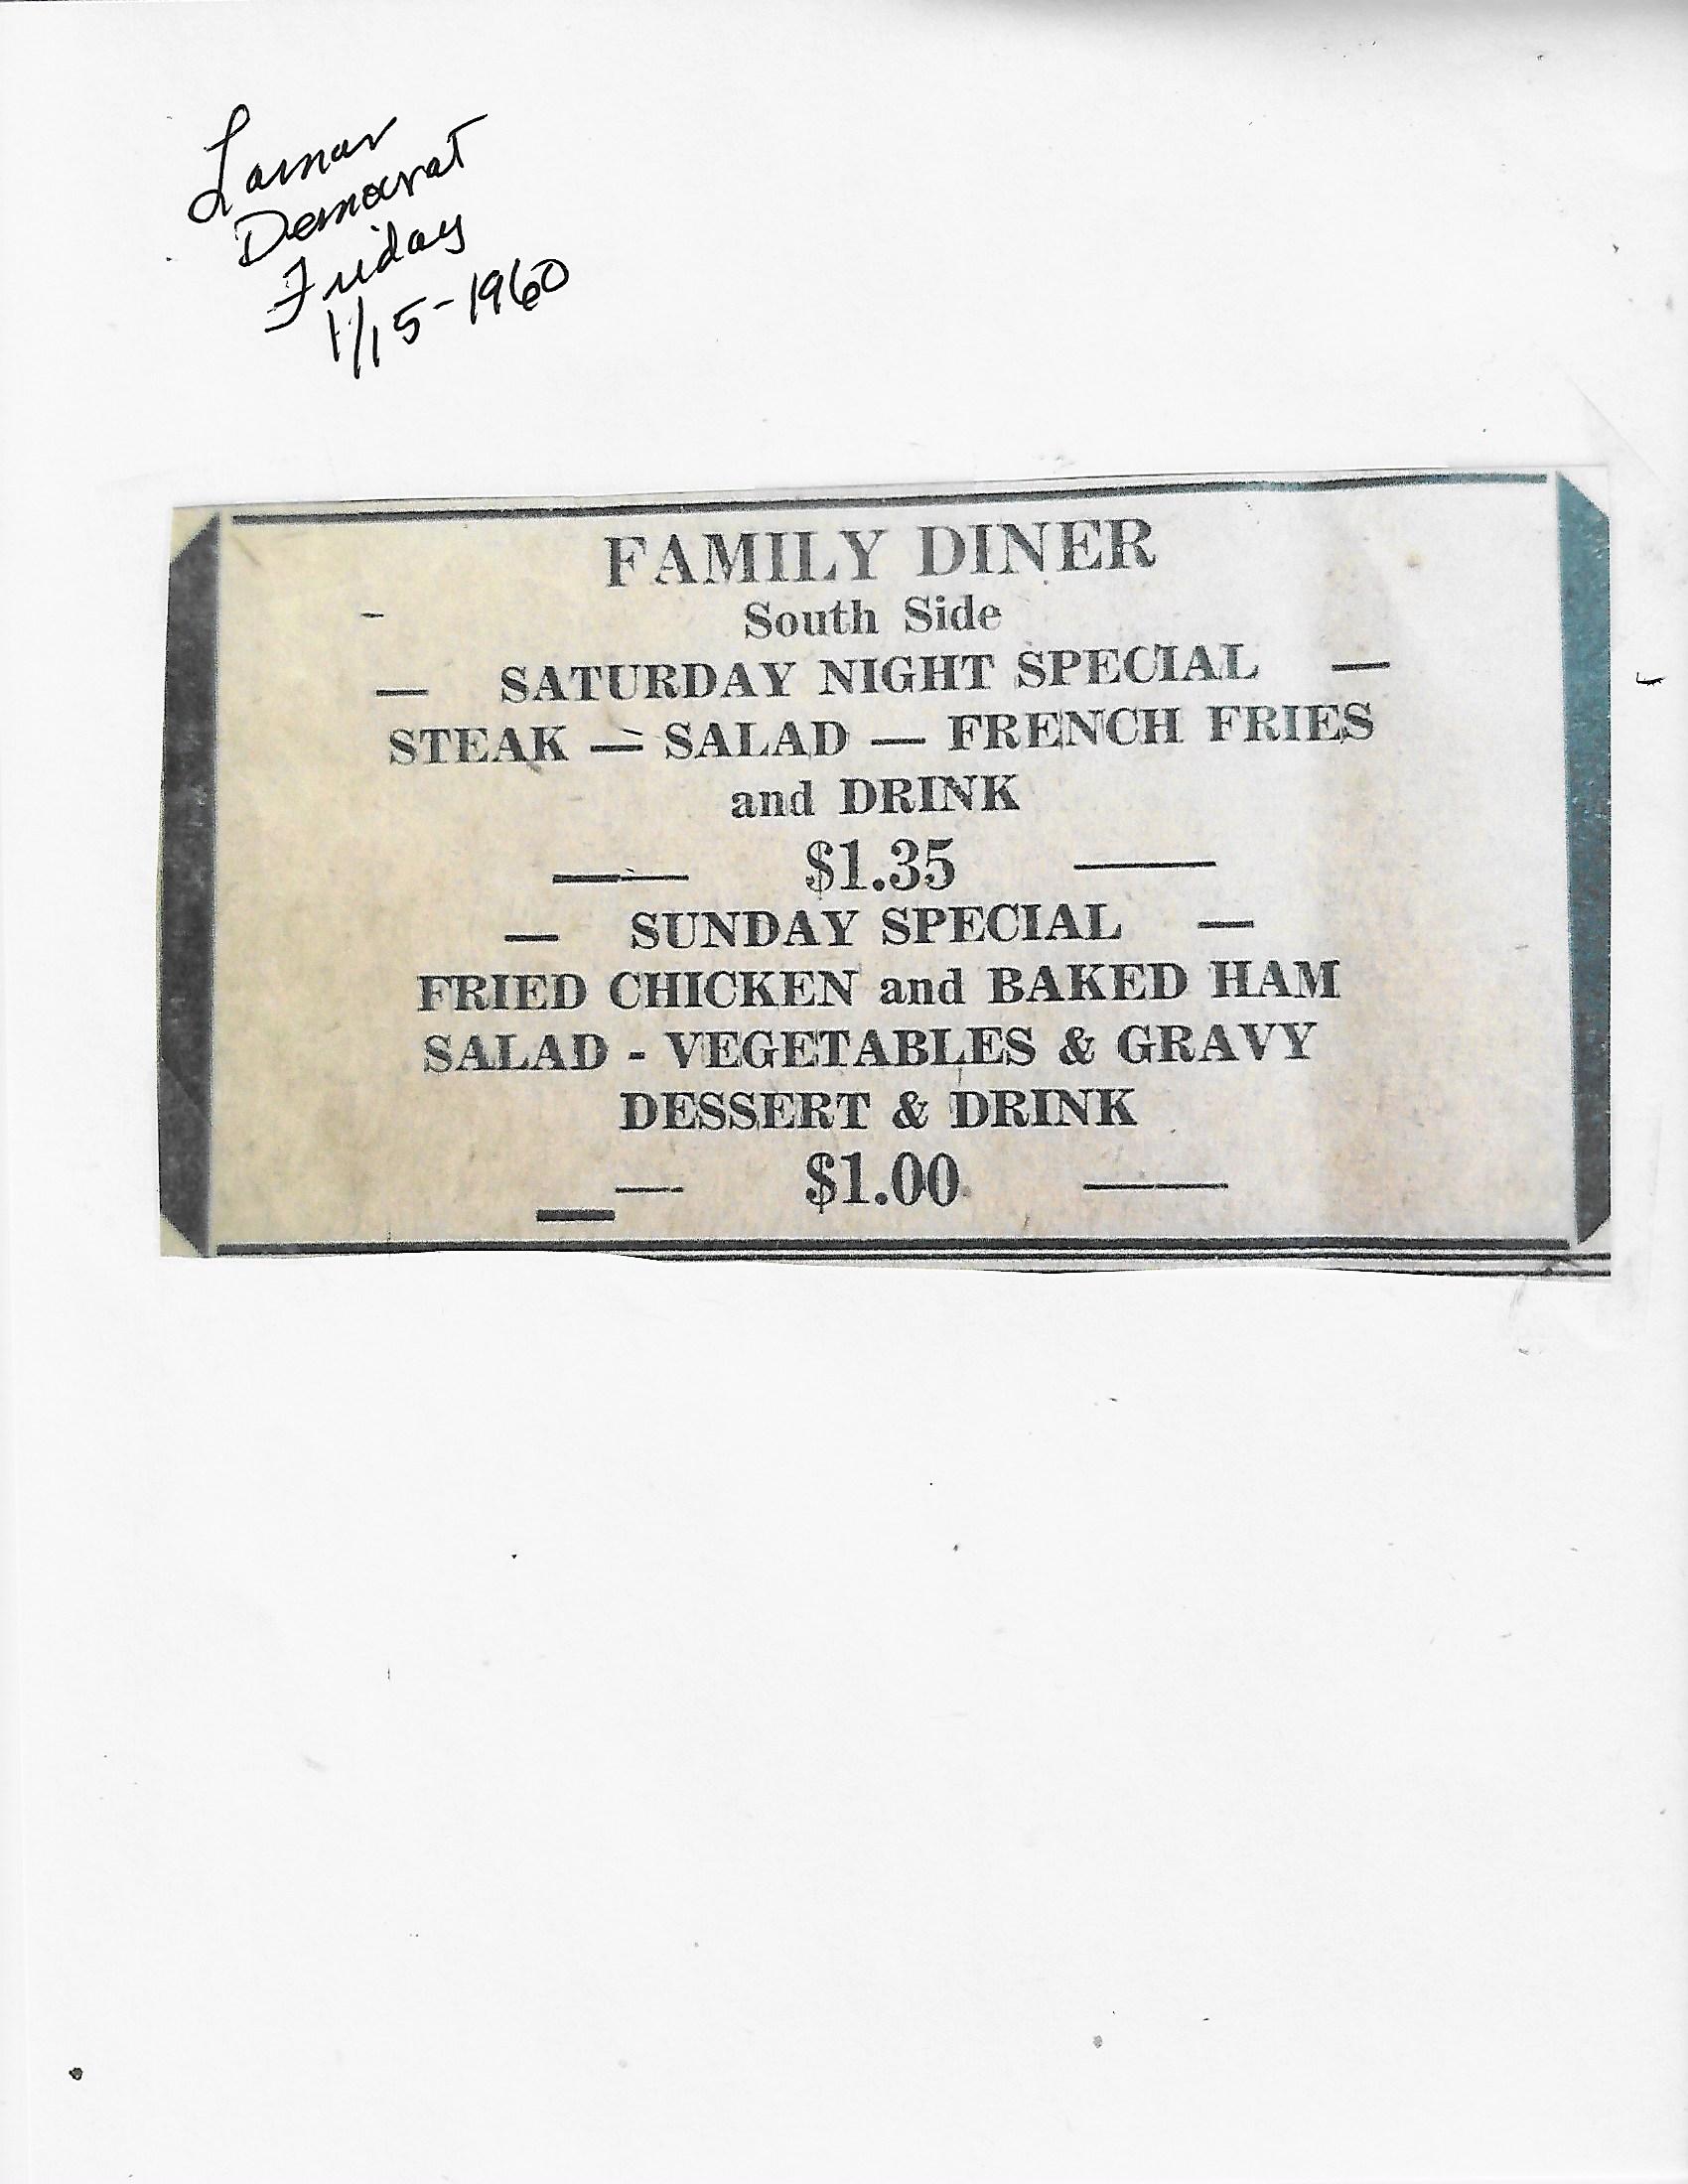 Lamar
Democrat
Friday
1/15-1960
FAMILY DINER
South Side
— SATURDAY NIGHT SPECIAL —
STEAK — SALAD — FRENCH FRIES
and DRINK
—— $1.35 ——
— SUNDAY SPECIAL —
FRIED CHICKEN and BAKED HAM
SALAD - VEGETABLES & GRAVY
DESSERT & DRINK
—— $1.00 ——